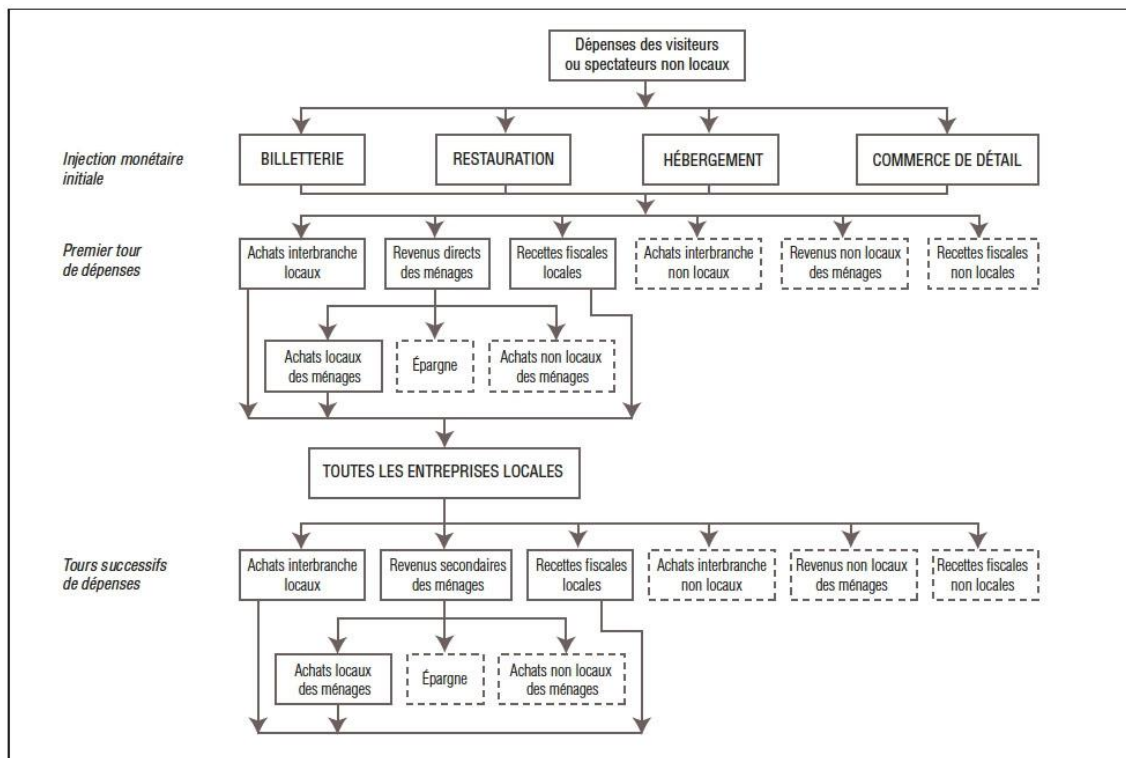 Dépenses des visiteurs
ou spectateurs non locaux
Injection monétaire
initiale
BILLETTERIE
RESTAURATION
HÉBERGEMENT
COMMERCE DE DÉTAIL
Premier tour
de dépenses
Achats interbranche
locaux
Revenus directs
des ménages
Recettes fiscales
locales
Achats interbranche
non locaux
Revenus non locaux
des ménages
Recettes fiscales
non locales
Achats locaux
des ménages
Épargne
Achats non locaux
des ménages
TOUTES LES ENTREPRISES LOCALES
Tours successifs
de dépenses
Achats interbranche
locaux
Revenus secondaires
des ménages
Recettes fiscales
locales
Achats interbranche
non locaux
Revenus non locaux
des ménages
Recettes fiscales
non locales
Achats locaux
des ménages
Épargne
Achats non locaux
des ménages